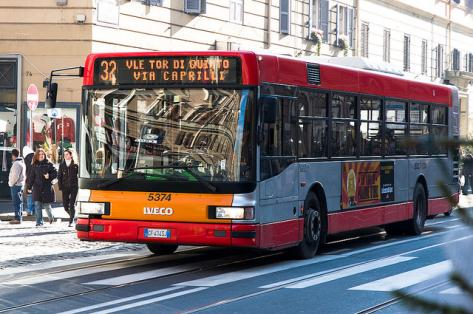 32 VLE TOR DI QUINTO
VIA CAPRILLI
5374
IVECO